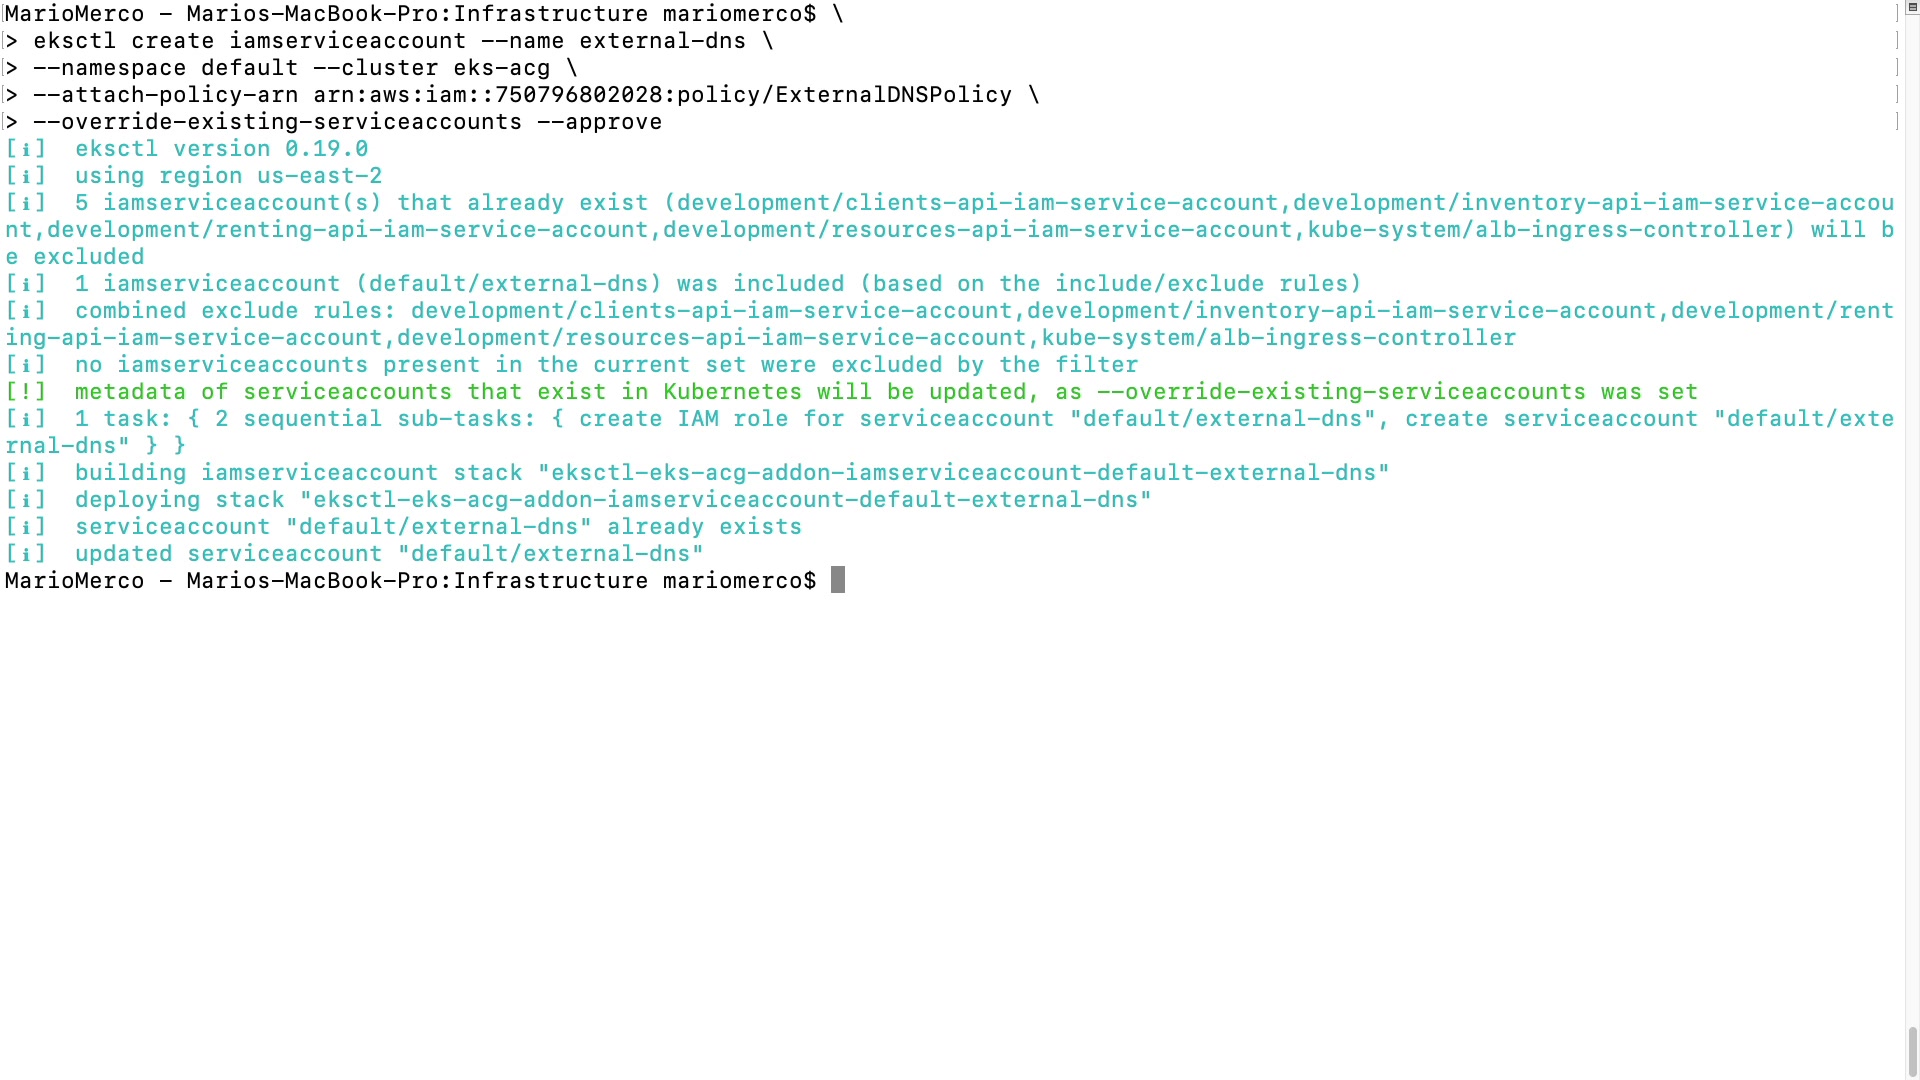 MarioMerco - Marios-MacBook-Pro:Infrastructure mariomerco$ \
> eksctl create iamserviceaccount --name external-dns \
> --namespace default --cluster eks-acg \
> --attach-policy-arn arn:aws:iam::750796802028:policy/ExternalDNSPolicy \
> --override-existing-serviceaccounts --approve
[ℹ]  eksctl version 0.19.0
[ℹ]  using region us-east-2
[ℹ]  5 iamserviceaccount(s) that already exist (development/clients-api-iam-service-account,development/inventory-api-iam-service-accou
nt,development/renting-api-iam-service-account,development/resources-api-iam-service-account,kube-system/alb-ingress-controller) will b
e excluded
[ℹ]  1 iamserviceaccount (default/external-dns) was included (based on the include/exclude rules)
[ℹ]  combined exclude rules: development/clients-api-iam-service-account,development/inventory-api-iam-service-account,development/rent
ing-api-iam-service-account,development/resources-api-iam-service-account,kube-system/alb-ingress-controller
[ℹ]  no iamserviceaccounts present in the current set were excluded by the filter
[!]  metadata of serviceaccounts that exist in Kubernetes will be updated, as --override-existing-serviceaccounts was set
[ℹ]  1 task: { 2 sequential sub-tasks: { create IAM role for serviceaccount "default/external-dns", create serviceaccount "default/exte
rnal-dns" } }
[ℹ]  building iamserviceaccount stack "eksctl-eks-acg-addon-iamserviceaccount-default-external-dns"
[ℹ]  deploying stack "eksctl-eks-acg-addon-iamserviceaccount-default-external-dns"
[ℹ]  serviceaccount "default/external-dns" already exists
[ℹ]  updated serviceaccount "default/external-dns"
MarioMerco - Marios-MacBook-Pro:Infrastructure mariomerco$